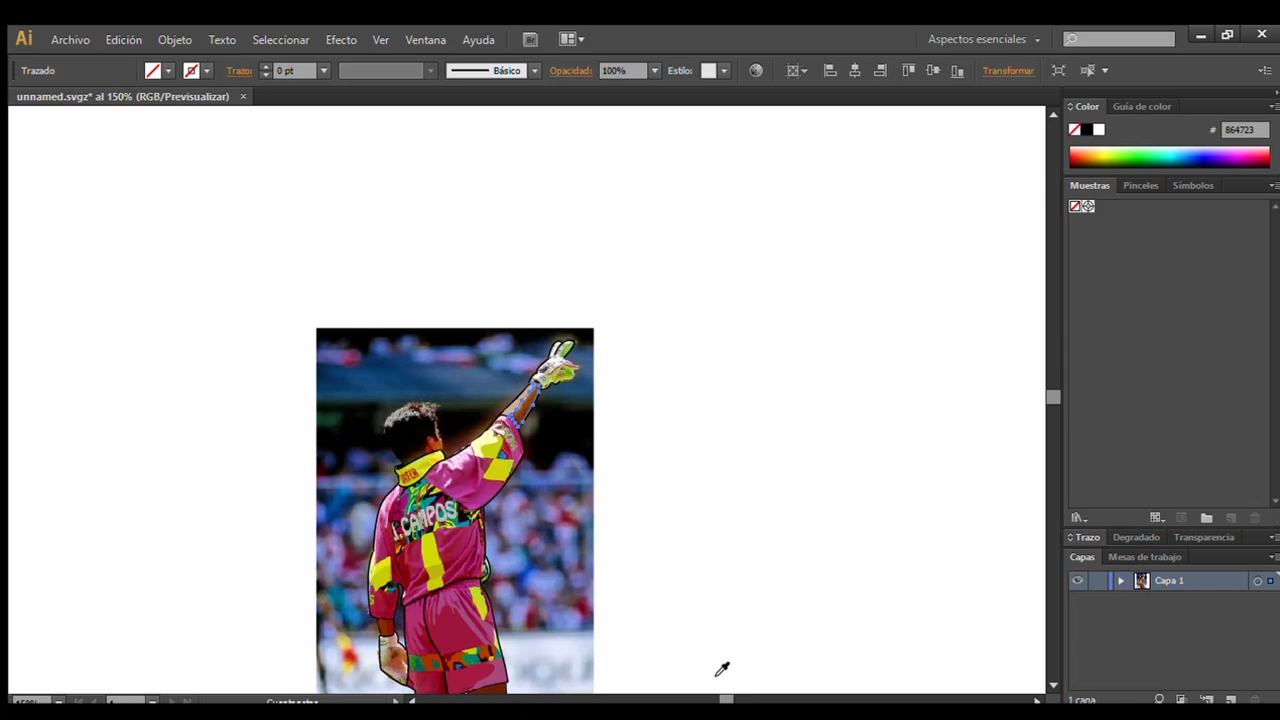 Ai Archivo Edición Objeto Texto Seleccionar Efecto Ver Ventana Ayuda Br Aspectos esenciales
Trazado Trazo: 0 pt Básico Opacidad: 100% Estilo: Transformar
unnamed.svgz* al 150% (RGB/Previsualizar) ×
Color Guía de color
# 864723
Muestras Pinceles Símbolos
J.CAMPOS
Trazo Degradado Transparencia
Capas Mesas de trabajo
Capa 1
1 capa
150%